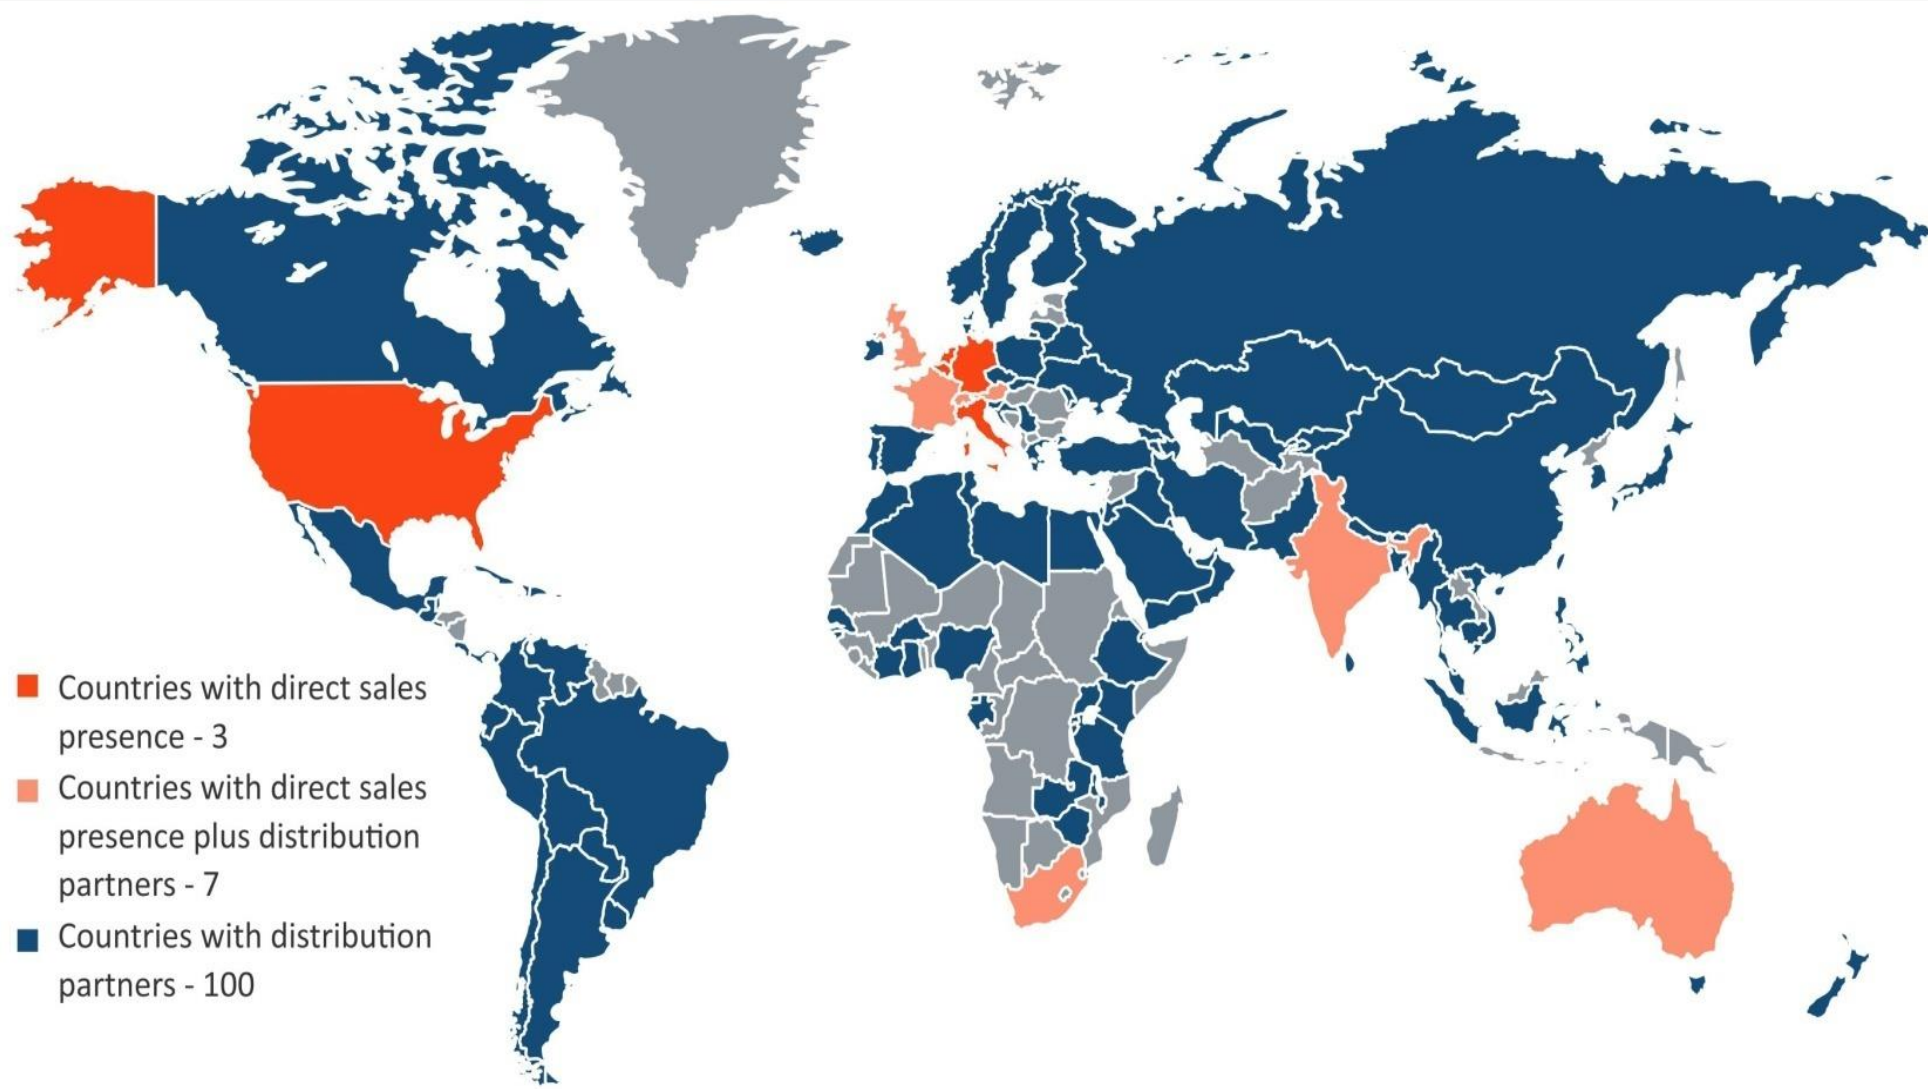 Countries with direct sales
presence - 3
Countries with direct sales
presence plus distribution
partners - 7
Countries with distribution
partners - 100